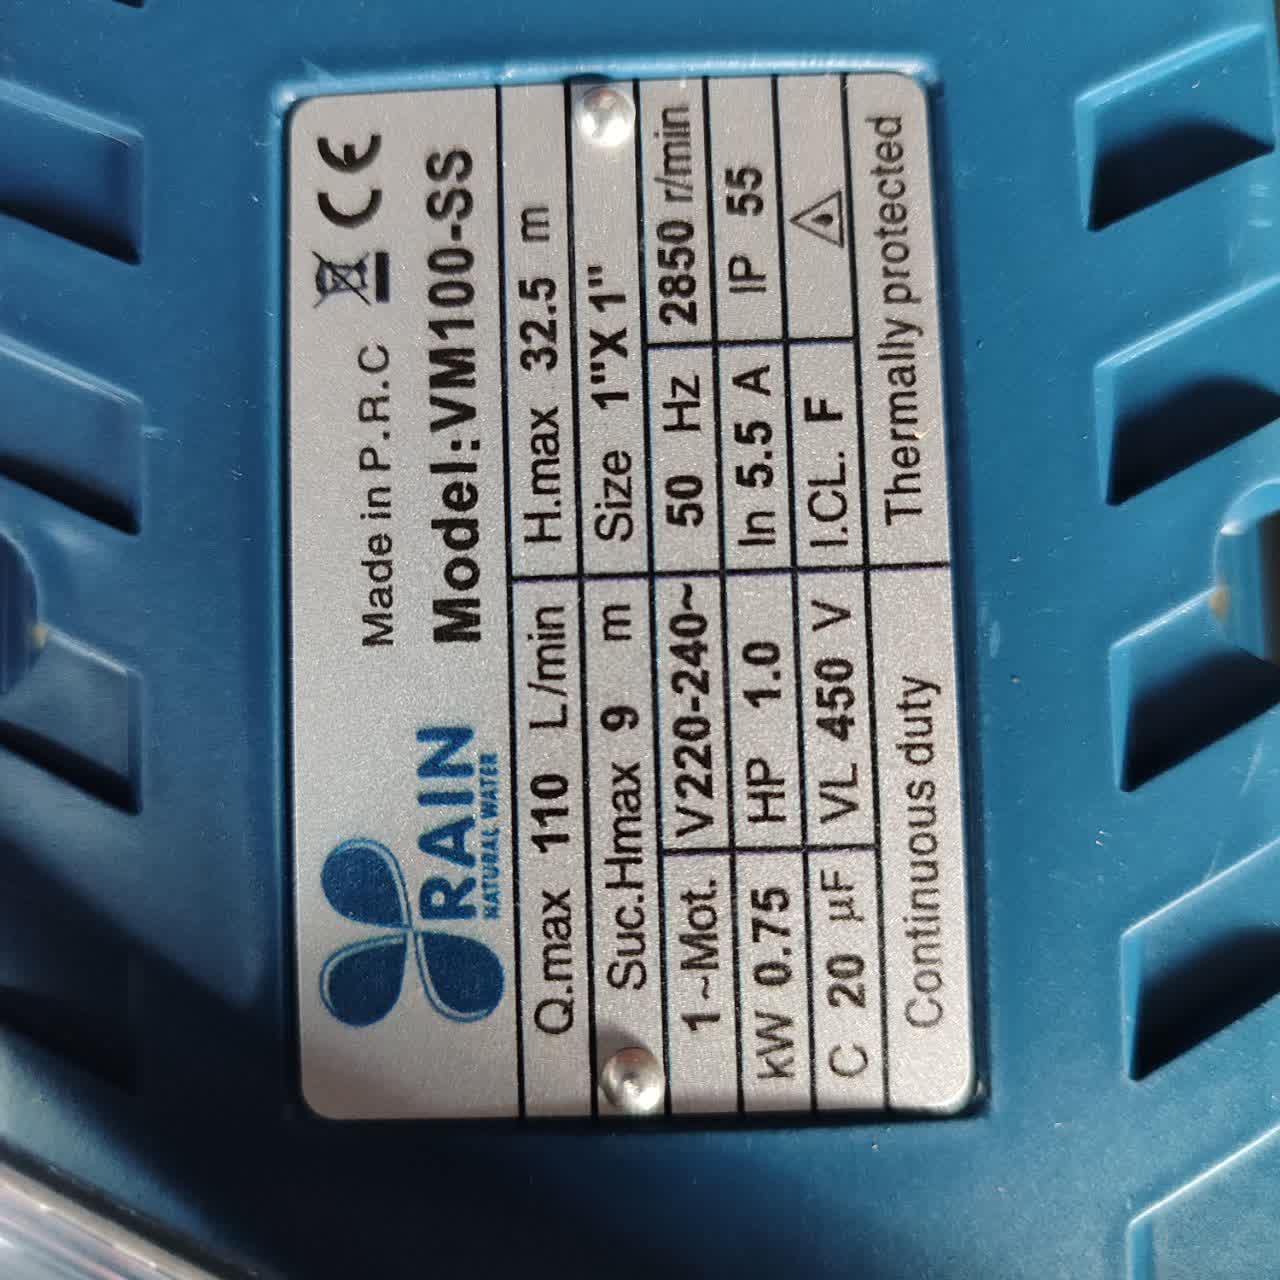 RAIN
NATURAL WATER
Made in P.R.C CE
Model:VM100-SS
Q.max 110 L/min H.max 32.5 m
Suc.Hmax 9 m Size 1"X 1"
1~Mot. V220-240~ 50 Hz 2850 r/min
kW 0.75 HP 1.0 In 5.5 A IP 55
C 20 µF VL 450 V I.CL. F
Continuous duty Thermally protected